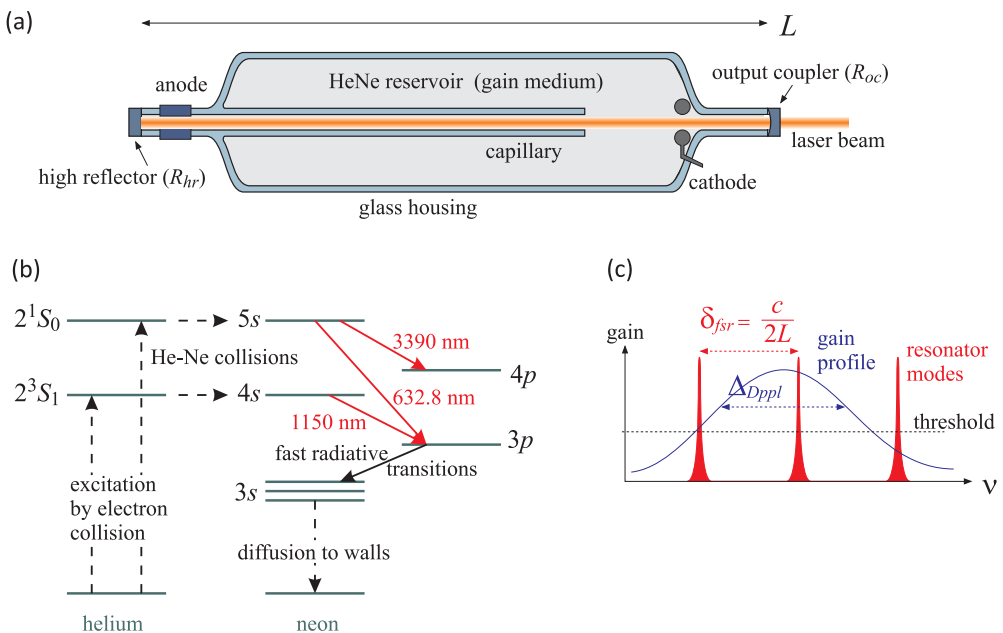 (a)
L
HeNe reservoir (gain medium)
output coupler (R_oc)
anode
capillary
laser beam
high reflector (R_hr)
cathode
glass housing
(b)
2¹S₀
5s
3390 nm
He-Ne collisions
4p
2³S₁
4s
632.8 nm
1150 nm
3p
fast radiative
transitions
3s
excitation
by electron
collision
diffusion to walls
helium
neon
(c)
δ_fsr = c/2L
gain
gain
profile
resonator
modes
Δ_Dppl
threshold
ν